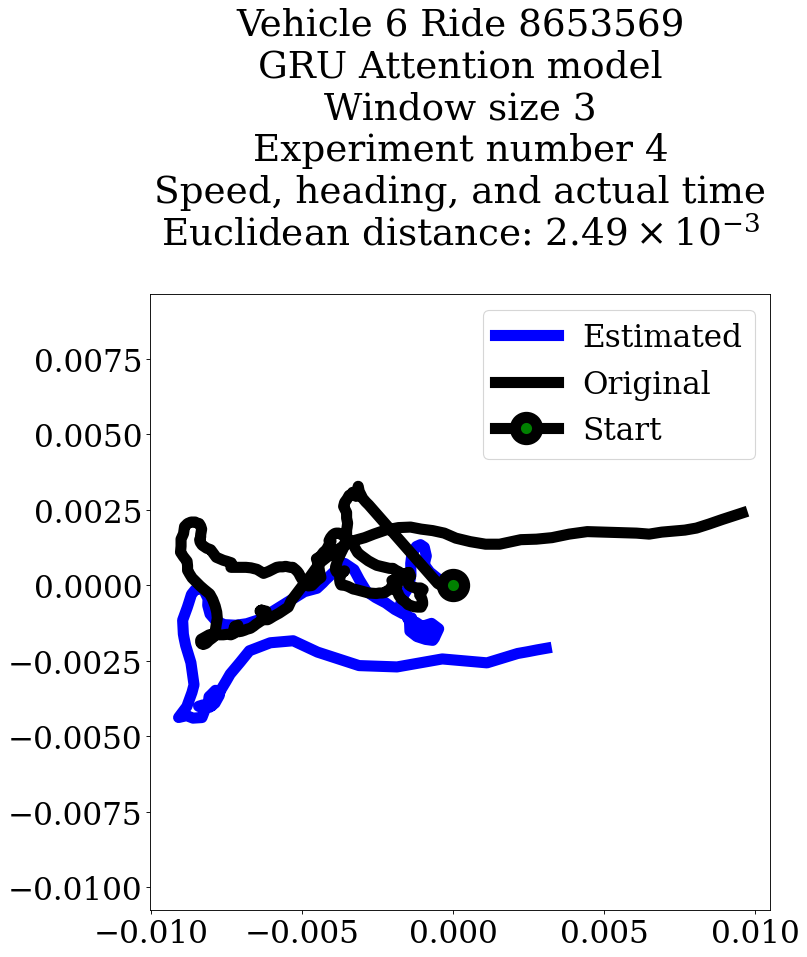 Vehicle 6 Ride 8653569
GRU Attention model
Window size 3
Experiment number 4
Speed, heading, and actual time
Euclidean distance: 2.49 × 10⁻³
Estimated
Original
Start
0.0075
0.0050
0.0025
0.0000
−0.0025
−0.0050
−0.0075
−0.0100
−0.010 −0.005 0.000 0.005 0.010